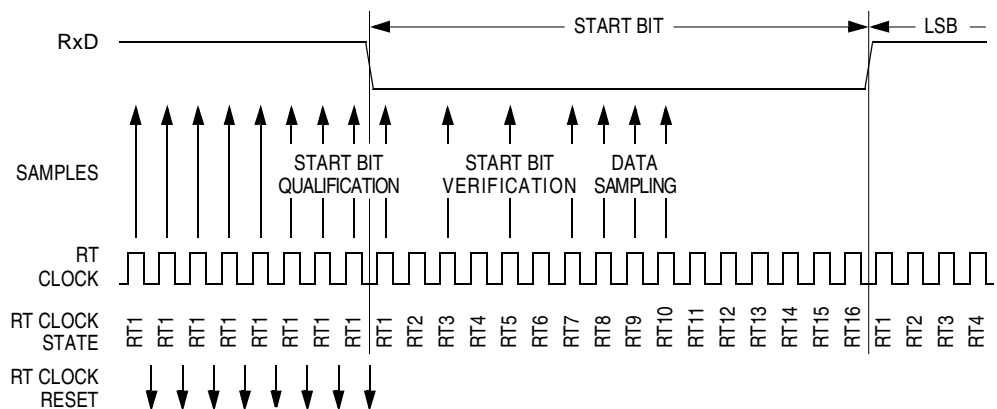 START BIT
LSB
RxD
SAMPLES
START BIT
QUALIFICATION
START BIT
VERIFICATION
DATA
SAMPLING
RT
CLOCK
RT CLOCK
STATE
RT1 RT1 RT1 RT1 RT1 RT1 RT1 RT1 RT1 RT2 RT3 RT4 RT5 RT6 RT7 RT8 RT9 RT10 RT11 RT12 RT13 RT14 RT15 RT16 RT1 RT2 RT3 RT4
RT CLOCK
RESET